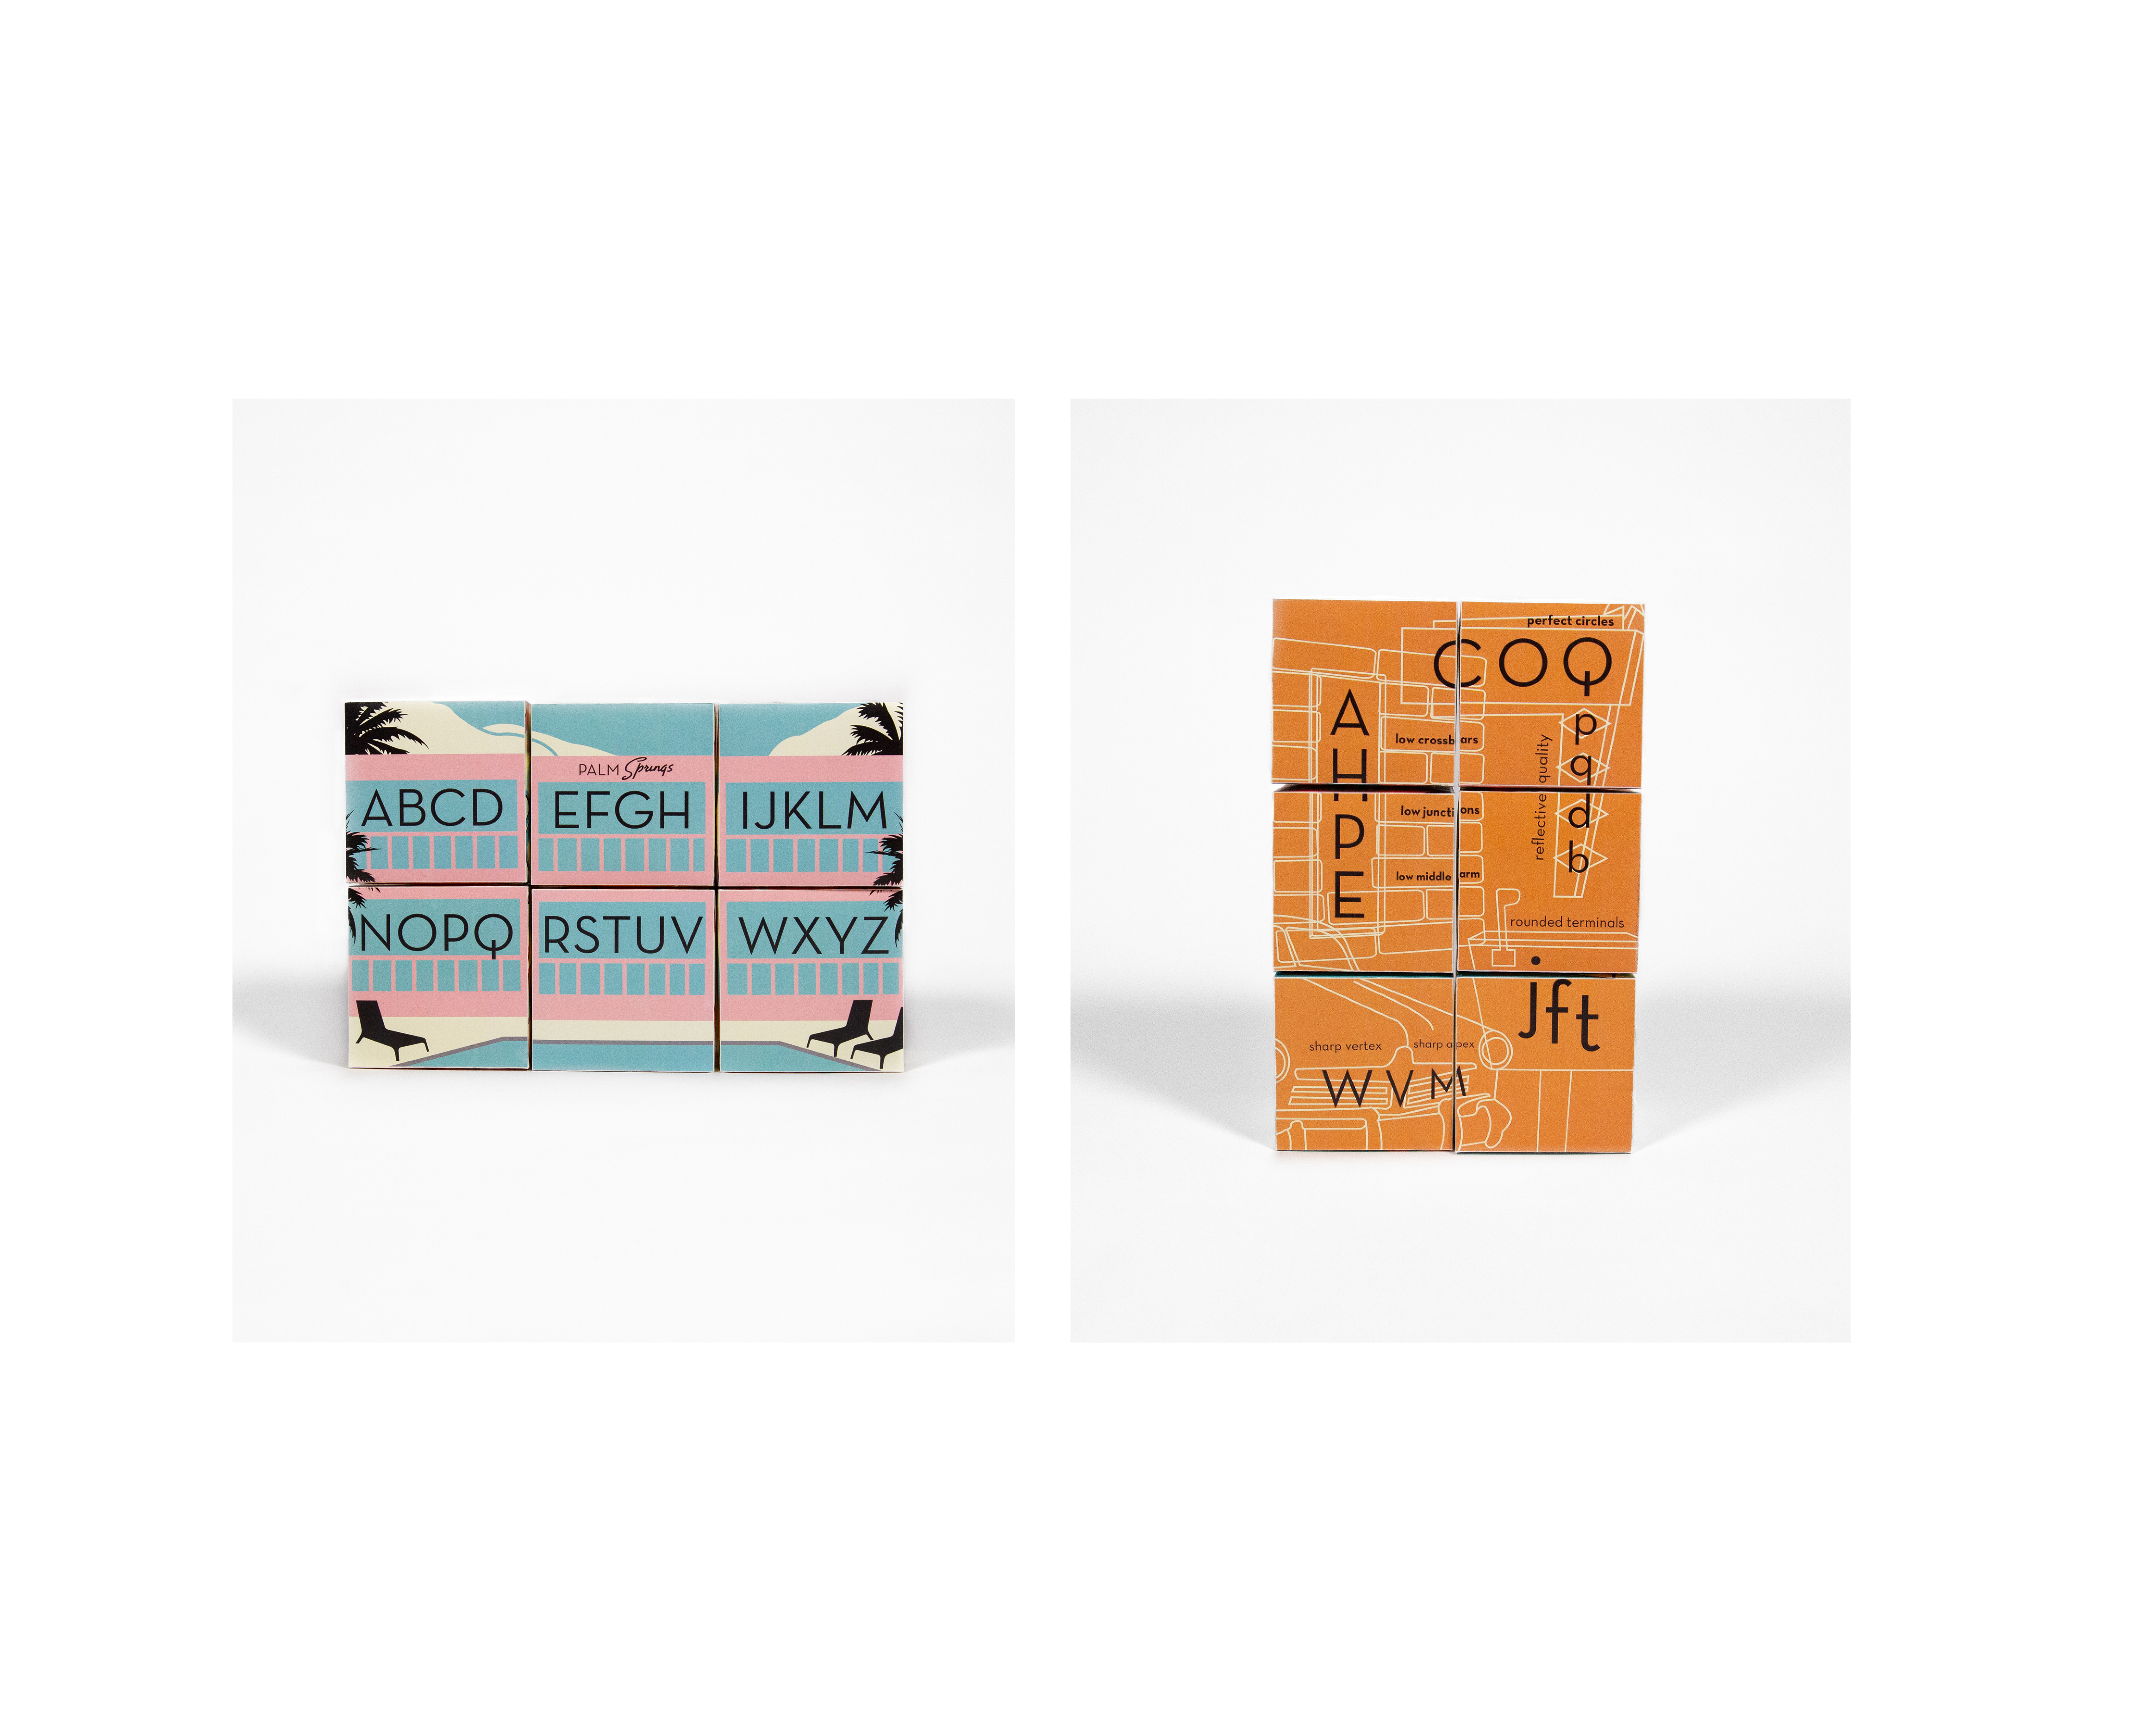 PALM Springs
ABCD EFGH IJKLM
NOPQ RSTUV WXYZ
perfect circles
COQ
A
H
P
E
low crossbars
low junctions
low middle arm
reflective quality
p
q
d
b
rounded terminals
Jft
sharp vertex sharp apex
WVM